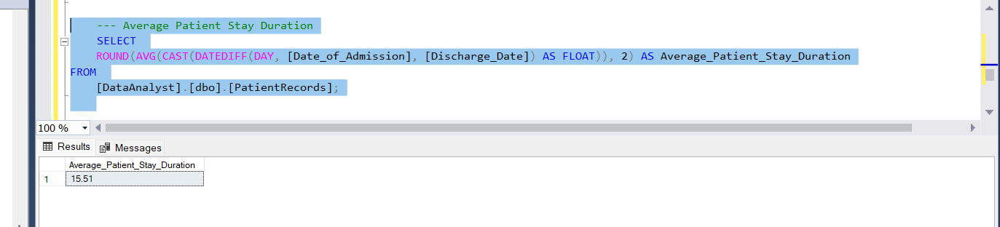 --- Average Patient Stay Duration
SELECT
ROUND(AVG(CAST(DATEDIFF(DAY, [Date_of_Admission], [Discharge_Date]) AS FLOAT)), 2) AS Average_Patient_Stay_Duration
FROM
[DataAnalyst].[dbo].[PatientRecords];
100 %
Results Messages
Average_Patient_Stay_Duration
1 15.51